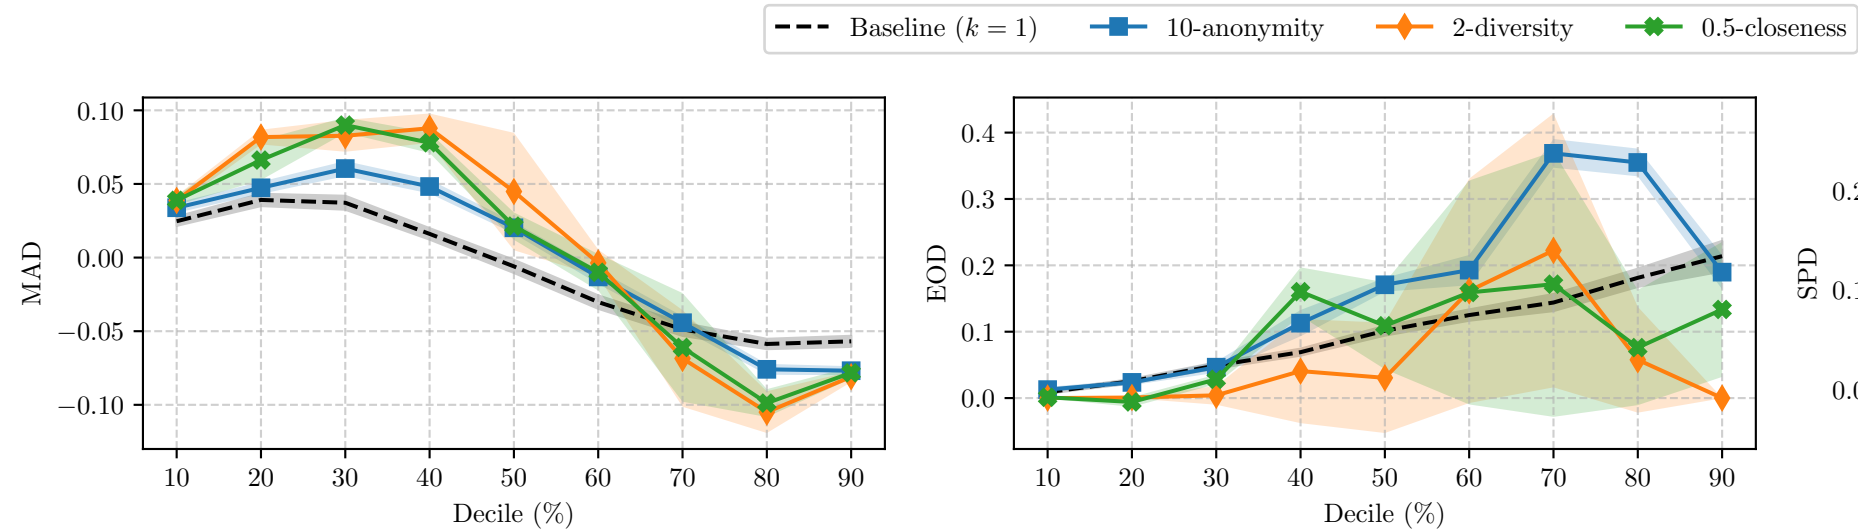 Baseline (k = 1) 10-anonymity 2-diversity 0.5-closeness
MAD
0.10
0.05
0.00
−0.05
−0.10
10 20 30 40 50 60 70 80 90
Decile (%)
EOD
0.4
0.3
0.2
0.1
0.0
10 20 30 40 50 60 70 80 90
Decile (%)
SPD